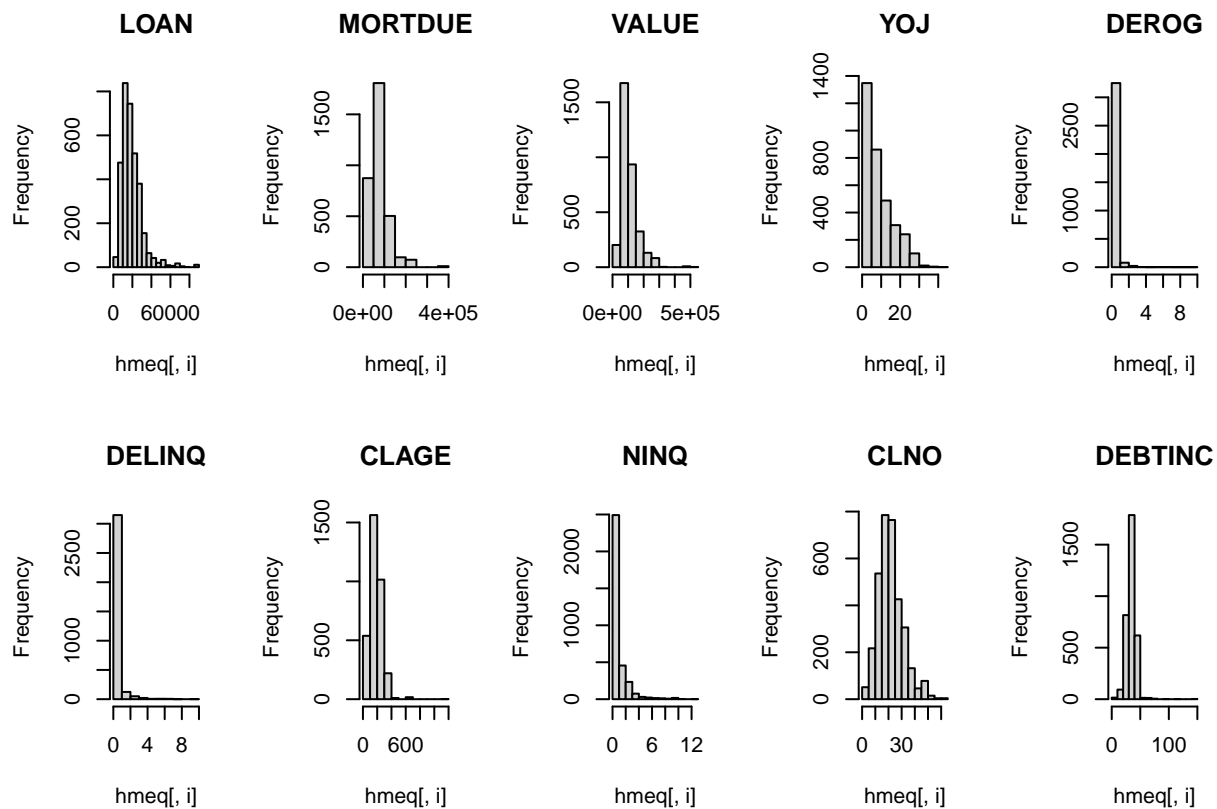 LOAN
Frequency
0 200 600
0 60000
hmeq[, i]
MORTDUE
Frequency
0 500 1500
0e+00 4e+05
hmeq[, i]
VALUE
Frequency
0 500 1500
0e+00 5e+05
hmeq[, i]
YOJ
Frequency
0 400 800 1400
0 20
hmeq[, i]
DEROG
Frequency
0 1000 2500
0 4 8
hmeq[, i]
DELINQ
Frequency
0 1000 2500
0 4 8
hmeq[, i]
CLAGE
Frequency
0 500 1500
0 600
hmeq[, i]
NINQ
Frequency
0 1000 2000
0 6 12
hmeq[, i]
CLNO
Frequency
0 200 600
0 30
hmeq[, i]
DEBTINC
Frequency
0 500 1500
0 100
hmeq[, i]